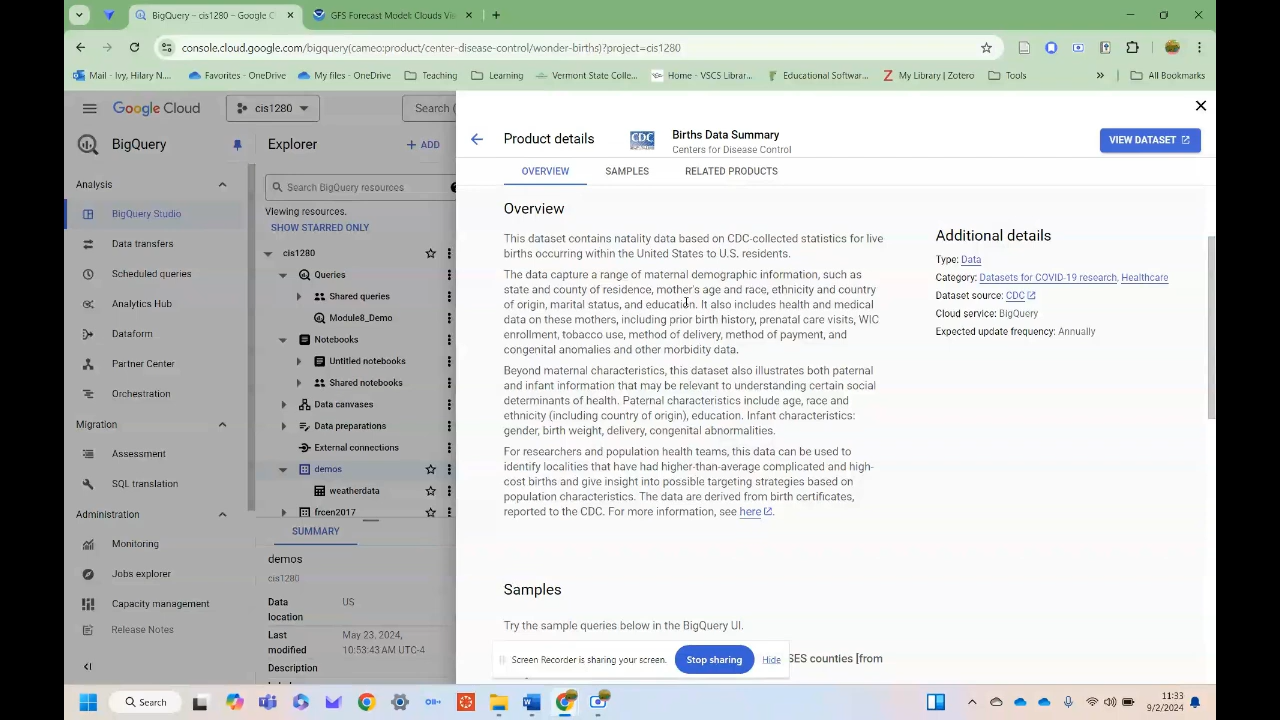 BigQuery – cis1280 – Google C
GFS Forecast Modelt Clouds Vi
console.cloud.google.com/bigquery(cameo:product/center-disease-control/wonder-births)?project=cis1280
Mail - Ivy, Hilary N...
Favorites - OneDrive
My files - OneDrive
Teaching
Learning
Vermont State Colle...
Home - VSCS Librar...
Educational Softwar...
My Library | Zotero
Tools
All Bookmarks
Google Cloud
cis1280
Search (
BigQuery
Explorer
+ ADD
Analysis
BigQuery Studio
Data transfers
Scheduled queries
Analytics Hub
Dataform
Partner Center
Orchestration
Migration
Assessment
SQL translation
Administration
Monitoring
Jobs explorer
Capacity management
Release Notes
Search BigQuery resources
Viewing resources.
SHOW STARRED ONLY
cis1280
Queries
Shared queries
Module8_Demo
Notebooks
Untitled notebooks
Shared notebooks
Data canvases
Data preparations
External connections
demos
weatherdata
frcen2017
SUMMARY
demos
cis1280
Data location
US
Last modified
May 23, 2024, 10:53:43 AM UTC-4
Description
Product details
CDC
Births Data Summary
Centers for Disease Control
VIEW DATASET
OVERVIEW
SAMPLES
RELATED PRODUCTS
Overview
This dataset contains natality data based on CDC-collected statistics for live
births occurring within the United States to U.S. residents.
The data capture a range of maternal demographic information, such as
state and county of residence, mother's age and race, ethnicity and country
of origin, marital status, and education. It also includes health and medical
data on these mothers, including prior birth history, prenatal care visits, WIC
enrollment, tobacco use, method of delivery, method of payment, and
congenital anomalies and other morbidity data.
Beyond maternal characteristics, this dataset also illustrates both paternal
and infant information that may be relevant to understanding certain social
determinants of health. Paternal characteristics include age, race and
ethnicity (including country of origin), education. Infant characteristics:
gender, birth weight, delivery, congenital abnormalities.
For researchers and population health teams, this data can be used to
identify localities that have had higher-than-average complicated and high-
cost births and give insight into possible targeting strategies based on
population characteristics. The data are derived from birth certificates,
reported to the CDC. For more information, see here.
Additional details
Type: Data
Category: Datasets for COVID-19 research, Healthcare
Dataset source: CDC
Cloud service: BigQuery
Expected update frequency: Annually
Samples
Try the sample queries below in the BigQuery UI.
SES counties [from
Screen Recorder is sharing your screen.
Stop sharing
Hide
Search
11:33
9/2/2024